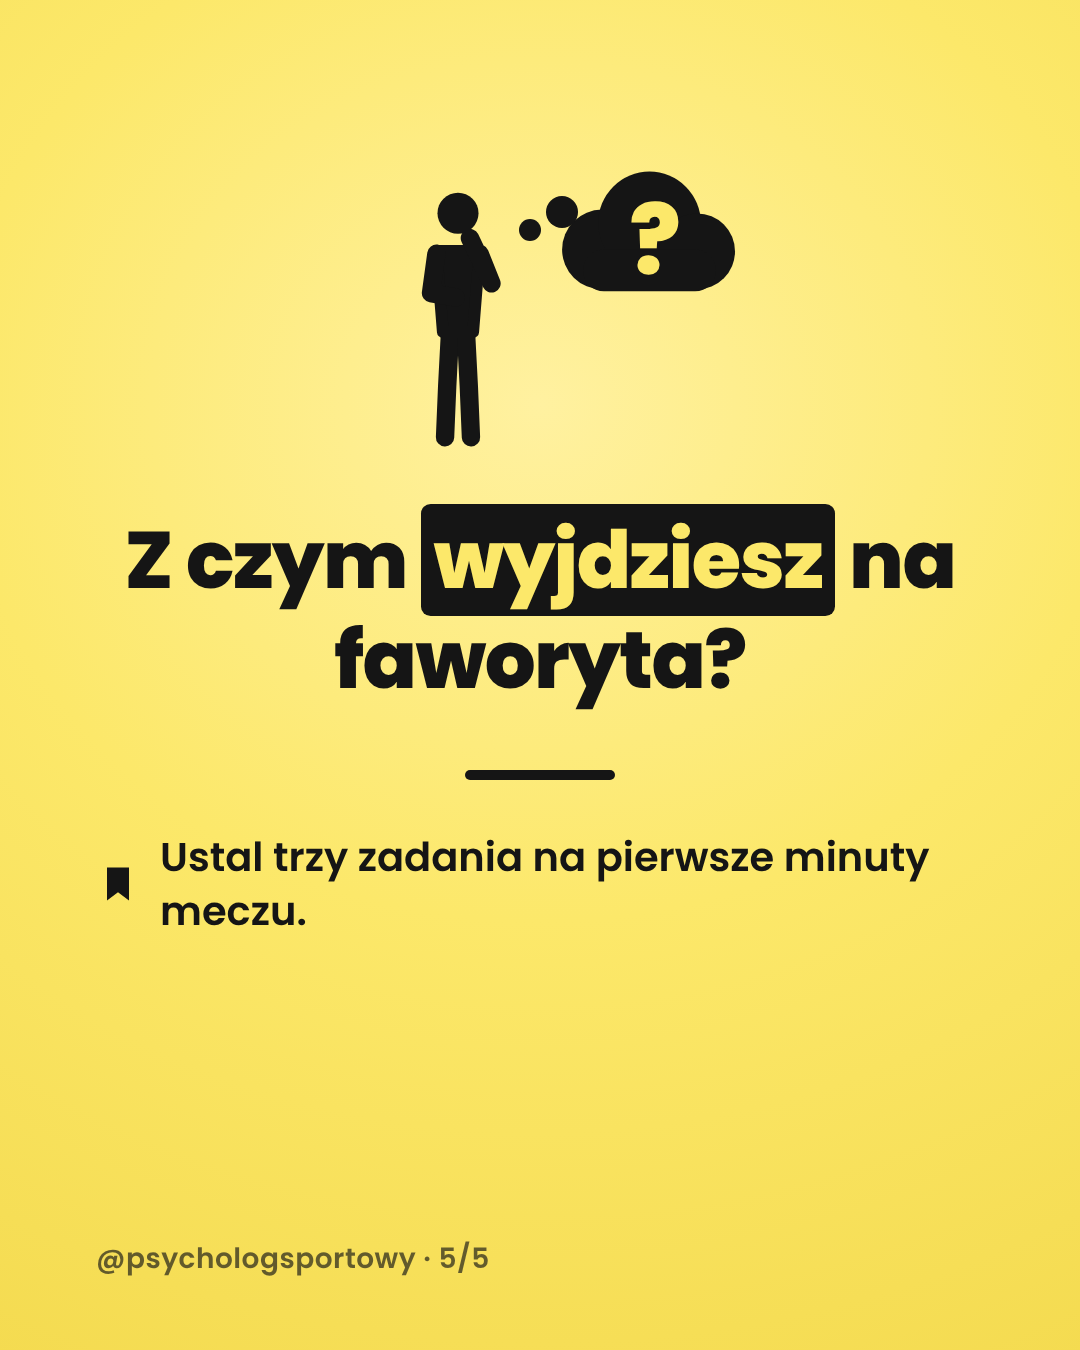 ?
Z czym wyjdziesz na
faworyta?
Ustal trzy zadania na pierwsze minuty
meczu.
@psychologsportowy · 5/5